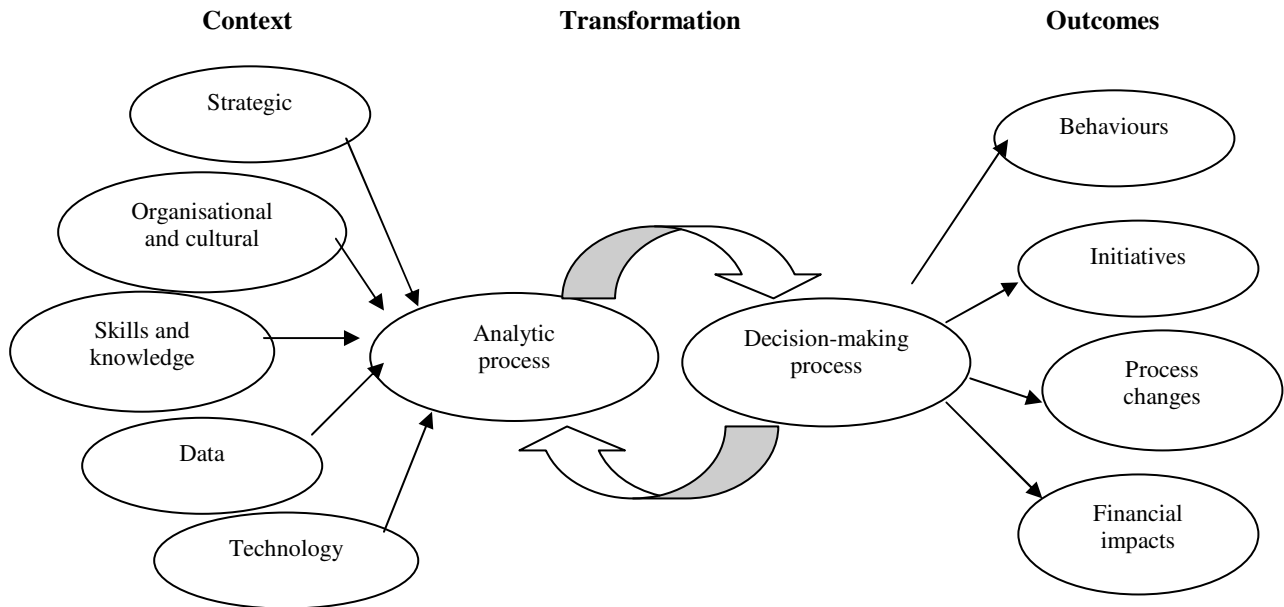 Context
Transformation
Outcomes
Strategic
Organisational
and cultural
Skills and
knowledge
Data
Technology
Analytic
process
Decision-making
process
Behaviours
Initiatives
Process
changes
Financial
impacts